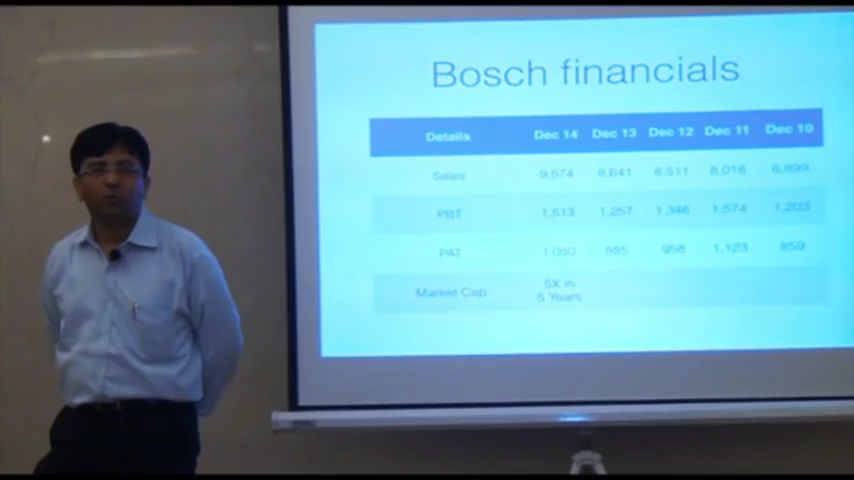 Bosch financials
Details Dec 14 Dec 13 Dec 12 Dec 11 Dec 10
Sales 9,574 8,641 8,018 6,899
PBT 1,513 1,257 1,346 1,574 1,203
PAT 1,050 885 958 1,123 859
Market Cap 5X in
5 Years